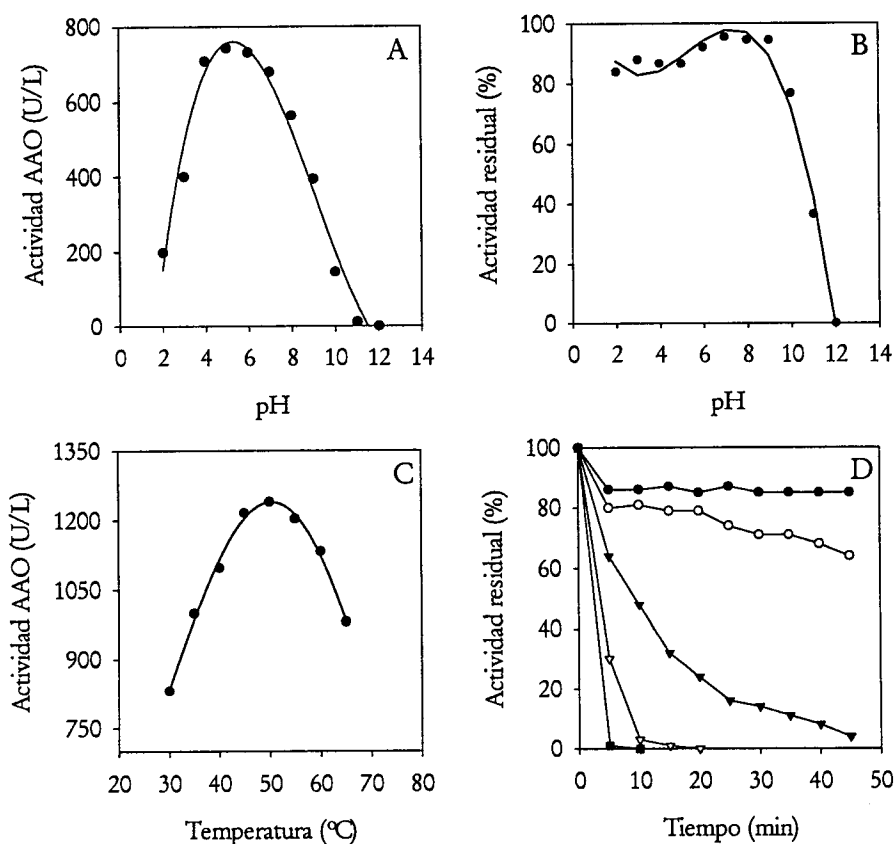 A
Actividad AAO (U/L)
800
600
400
200
0
0 2 4 6 8 10 12 14
pH
B
Actividad residual (%)
100
80
60
40
20
0
0 2 4 6 8 10 12 14
pH
C
Actividad AAO (U/L)
1350
1200
1050
900
750
20 30 40 50 60 70 80
Temperatura (ºC)
D
Actividad residual (%)
100
80
60
40
20
0
0 10 20 30 40 50
Tiempo (min)